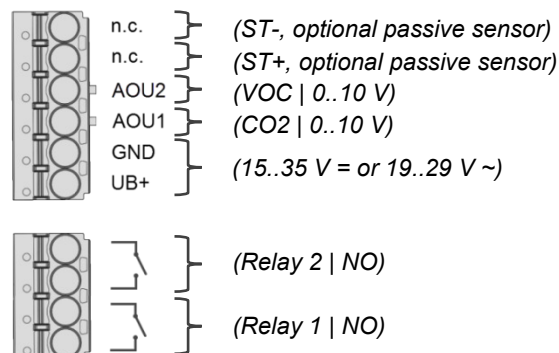 n.c. (ST-, optional passive sensor)
n.c. (ST+, optional passive sensor)
AOU2 (VOC | 0..10 V)
AOU1 (CO2 | 0..10 V)
GND
UB+
(15..35 V = or 19..29 V ~)
(Relay 2 | NO)
(Relay 1 | NO)